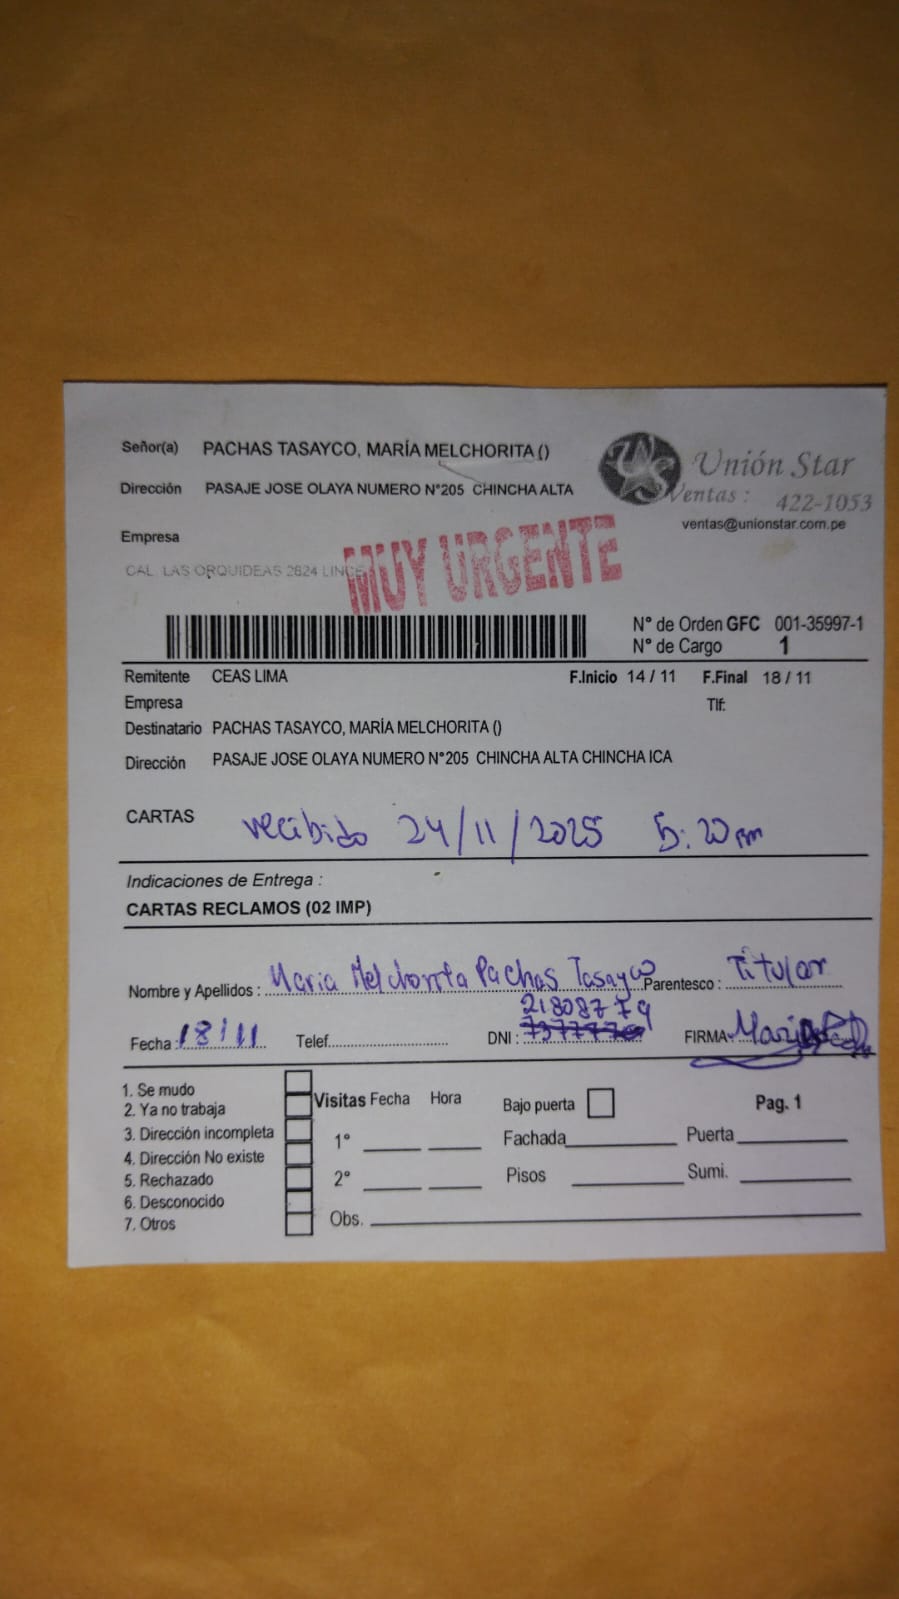 Señor(a) PACHAS TASAYCO, MARÍA MELCHORITA ()
Unión Star
Dirección PASAJE JOSE OLAYA NUMERO N°205 CHINCHA ALTA
Ventas : 422-1053
ventas@unionstar.com.pe
Empresa
CAL. LAS ORQUIDEAS 2624 LINCE
MUY URGENTE
N° de Orden GFC 001-35997-1
N° de Cargo 1
Remitente CEAS LIMA F.Inicio 14 / 11 F.Final 18 / 11
Empresa Tlf:
Destinatario PACHAS TASAYCO, MARÍA MELCHORITA ()
Dirección PASAJE JOSE OLAYA NUMERO N°205 CHINCHA ALTA CHINCHA ICA
CARTAS recibido 24/11/2025 5:20 pm
Indicaciones de Entrega :
CARTAS RECLAMOS (02 IMP)
Nombre y Apellidos : Maria Melchorita Pachas Tasayco Parentesco : Titular
21808779
Fecha : 18/11 Telef. DNI : FIRMA
1. Se mudo
2. Ya no trabaja
3. Dirección incompleta
4. Dirección No existe
5. Rechazado
6. Desconocido
7. Otros
Visitas Fecha Hora Bajo puerta Pag. 1
1° Fachada Puerta
2° Pisos Sumi.
Obs.